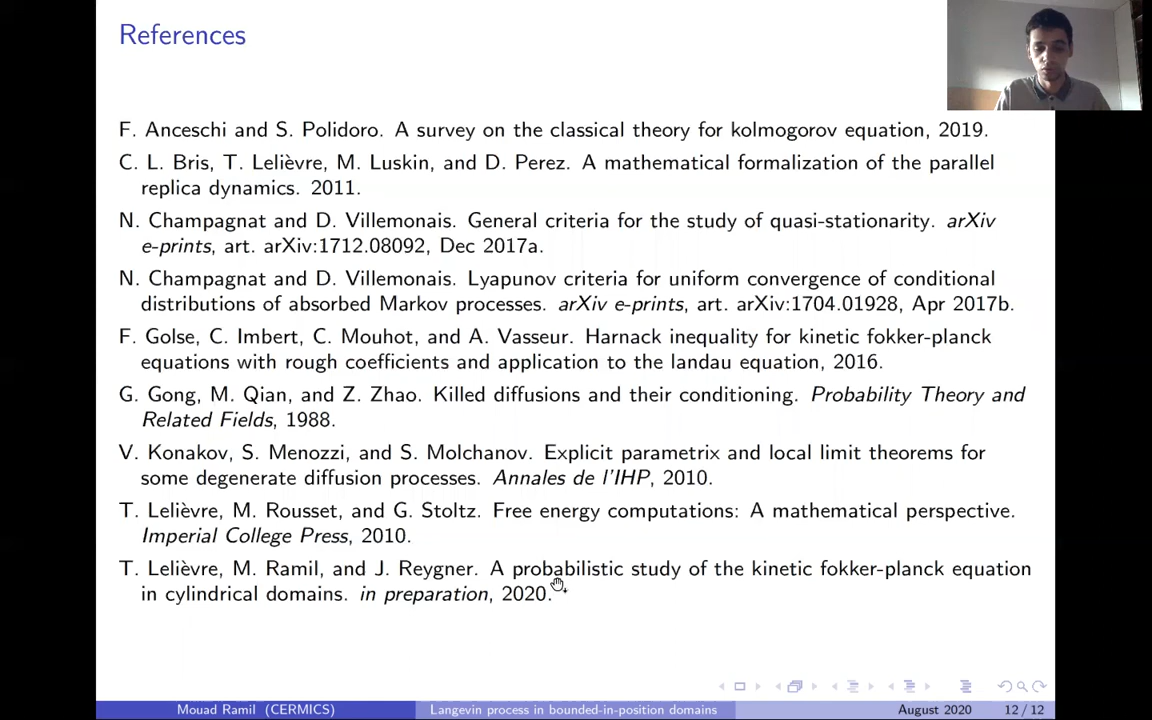 References
F. Anceschi and S. Polidoro. A survey on the classical theory for kolmogorov equation, 2019.
C. L. Bris, T. Lelièvre, M. Luskin, and D. Perez. A mathematical formalization of the parallel
replica dynamics. 2011.
N. Champagnat and D. Villemonais. General criteria for the study of quasi-stationarity. arXiv
e-prints, art. arXiv:1712.08092, Dec 2017a.
N. Champagnat and D. Villemonais. Lyapunov criteria for uniform convergence of conditional
distributions of absorbed Markov processes. arXiv e-prints, art. arXiv:1704.01928, Apr 2017b.
F. Golse, C. Imbert, C. Mouhot, and A. Vasseur. Harnack inequality for kinetic fokker-planck
equations with rough coefficients and application to the landau equation, 2016.
G. Gong, M. Qian, and Z. Zhao. Killed diffusions and their conditioning. Probability Theory and
Related Fields, 1988.
V. Konakov, S. Menozzi, and S. Molchanov. Explicit parametrix and local limit theorems for
some degenerate diffusion processes. Annales de l'IHP, 2010.
T. Lelièvre, M. Rousset, and G. Stoltz. Free energy computations: A mathematical perspective.
Imperial College Press, 2010.
T. Lelièvre, M. Ramil, and J. Reygner. A probabilistic study of the kinetic fokker-planck equation
in cylindrical domains. in preparation, 2020.
Mouad Ramil (CERMICS) Langevin process in bounded-in-position domains August 2020 12 / 12